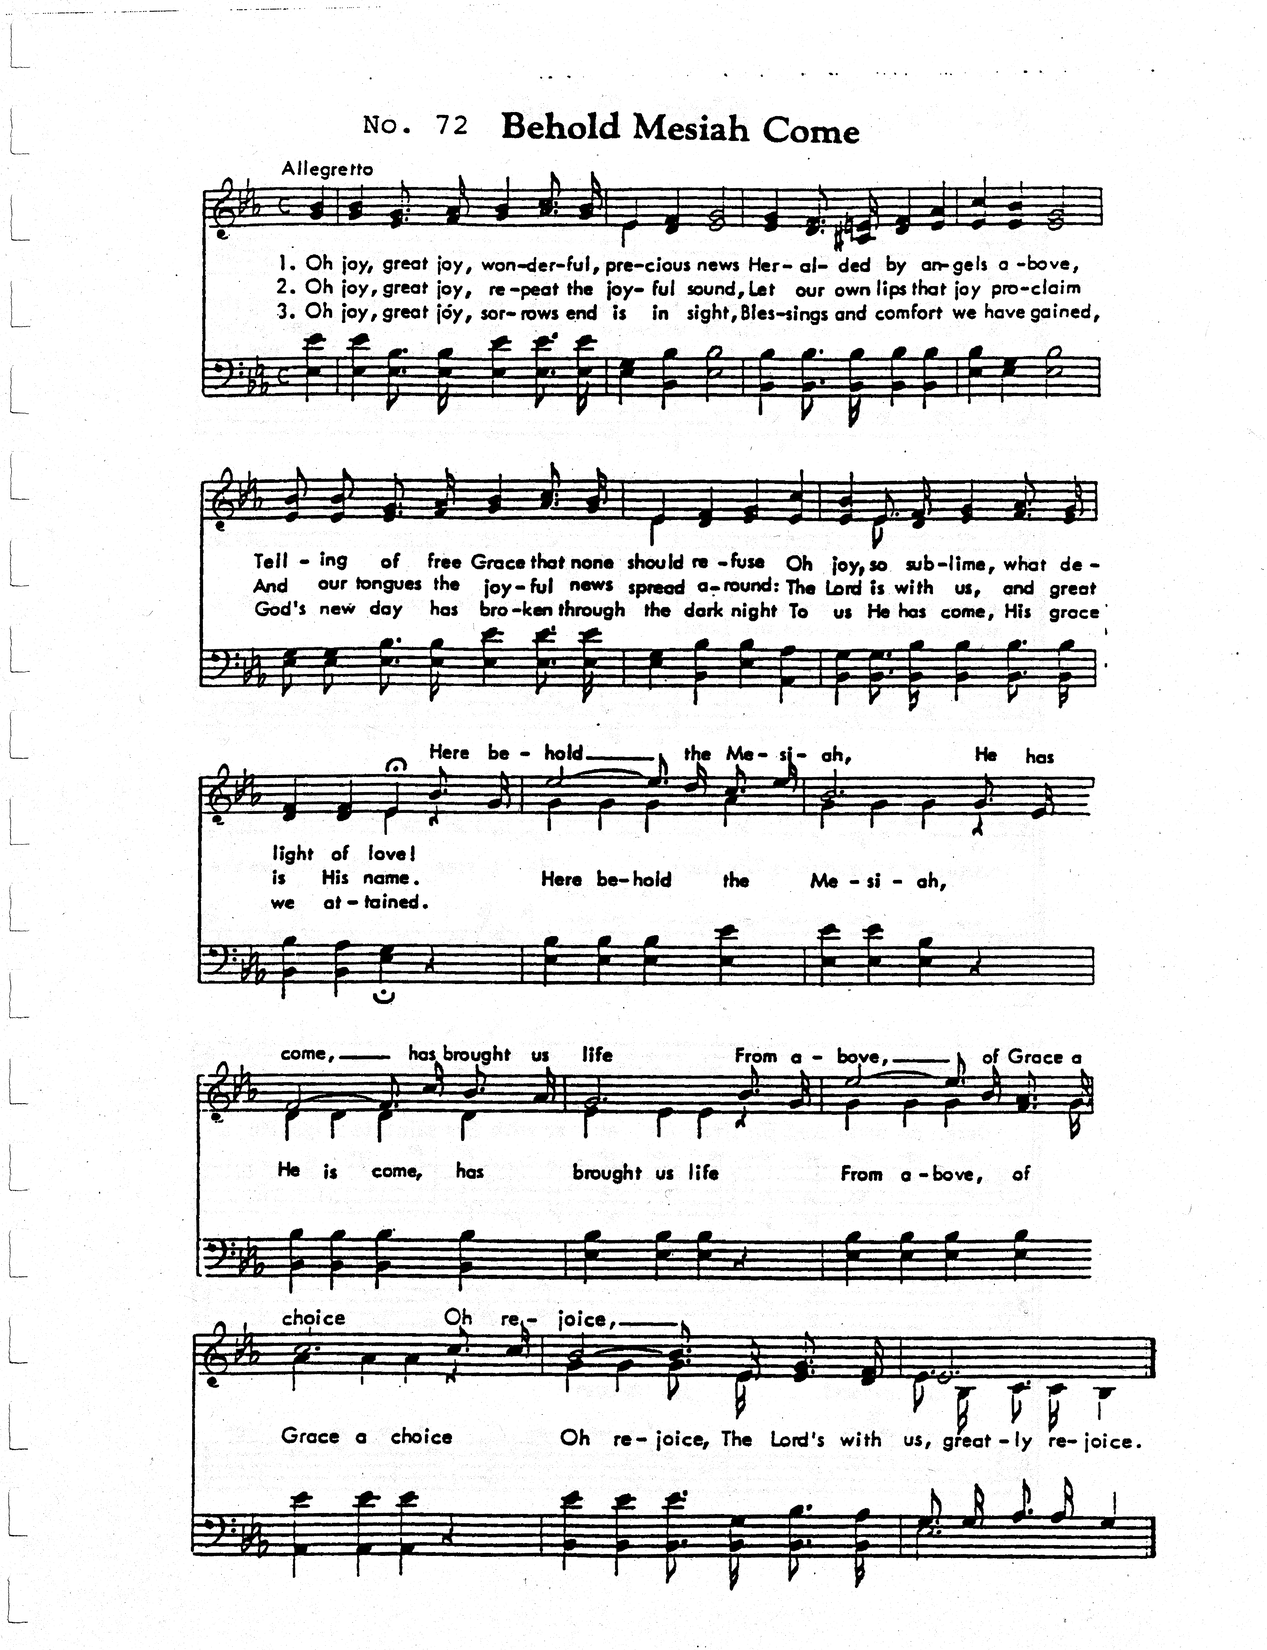 No. 72 Behold Mesiah Come
Allegretto
1. Oh joy, great joy, won-der-ful, pre-cious news Her-al-ded by an-gels a-bove,
2. Oh joy, great joy, re-peat the joy-ful sound, Let our own lips that joy pro-claim
3. Oh joy, great joy, sor-rows end is in sight, Bles-sings and comfort we have gained,
Tell-ing of free Grace that none should re-fuse Oh joy, so sub-lime, what de-
And our tongues the joy-ful news spread a-round: The Lord is with us, and great
God's new day has bro-ken through the dark night To us He has come, His grace
Here be-hold the Me-si-ah, He has
light of love!
is His name. Here be-hold the Me-si-ah,
we at-tained.
come, has brought us life From a-bove, of Grace a
He is come, has brought us life From a-bove, of
choice Oh re-joice,
Grace a choice Oh re-joice, The Lord's with us, great-ly re-joice.